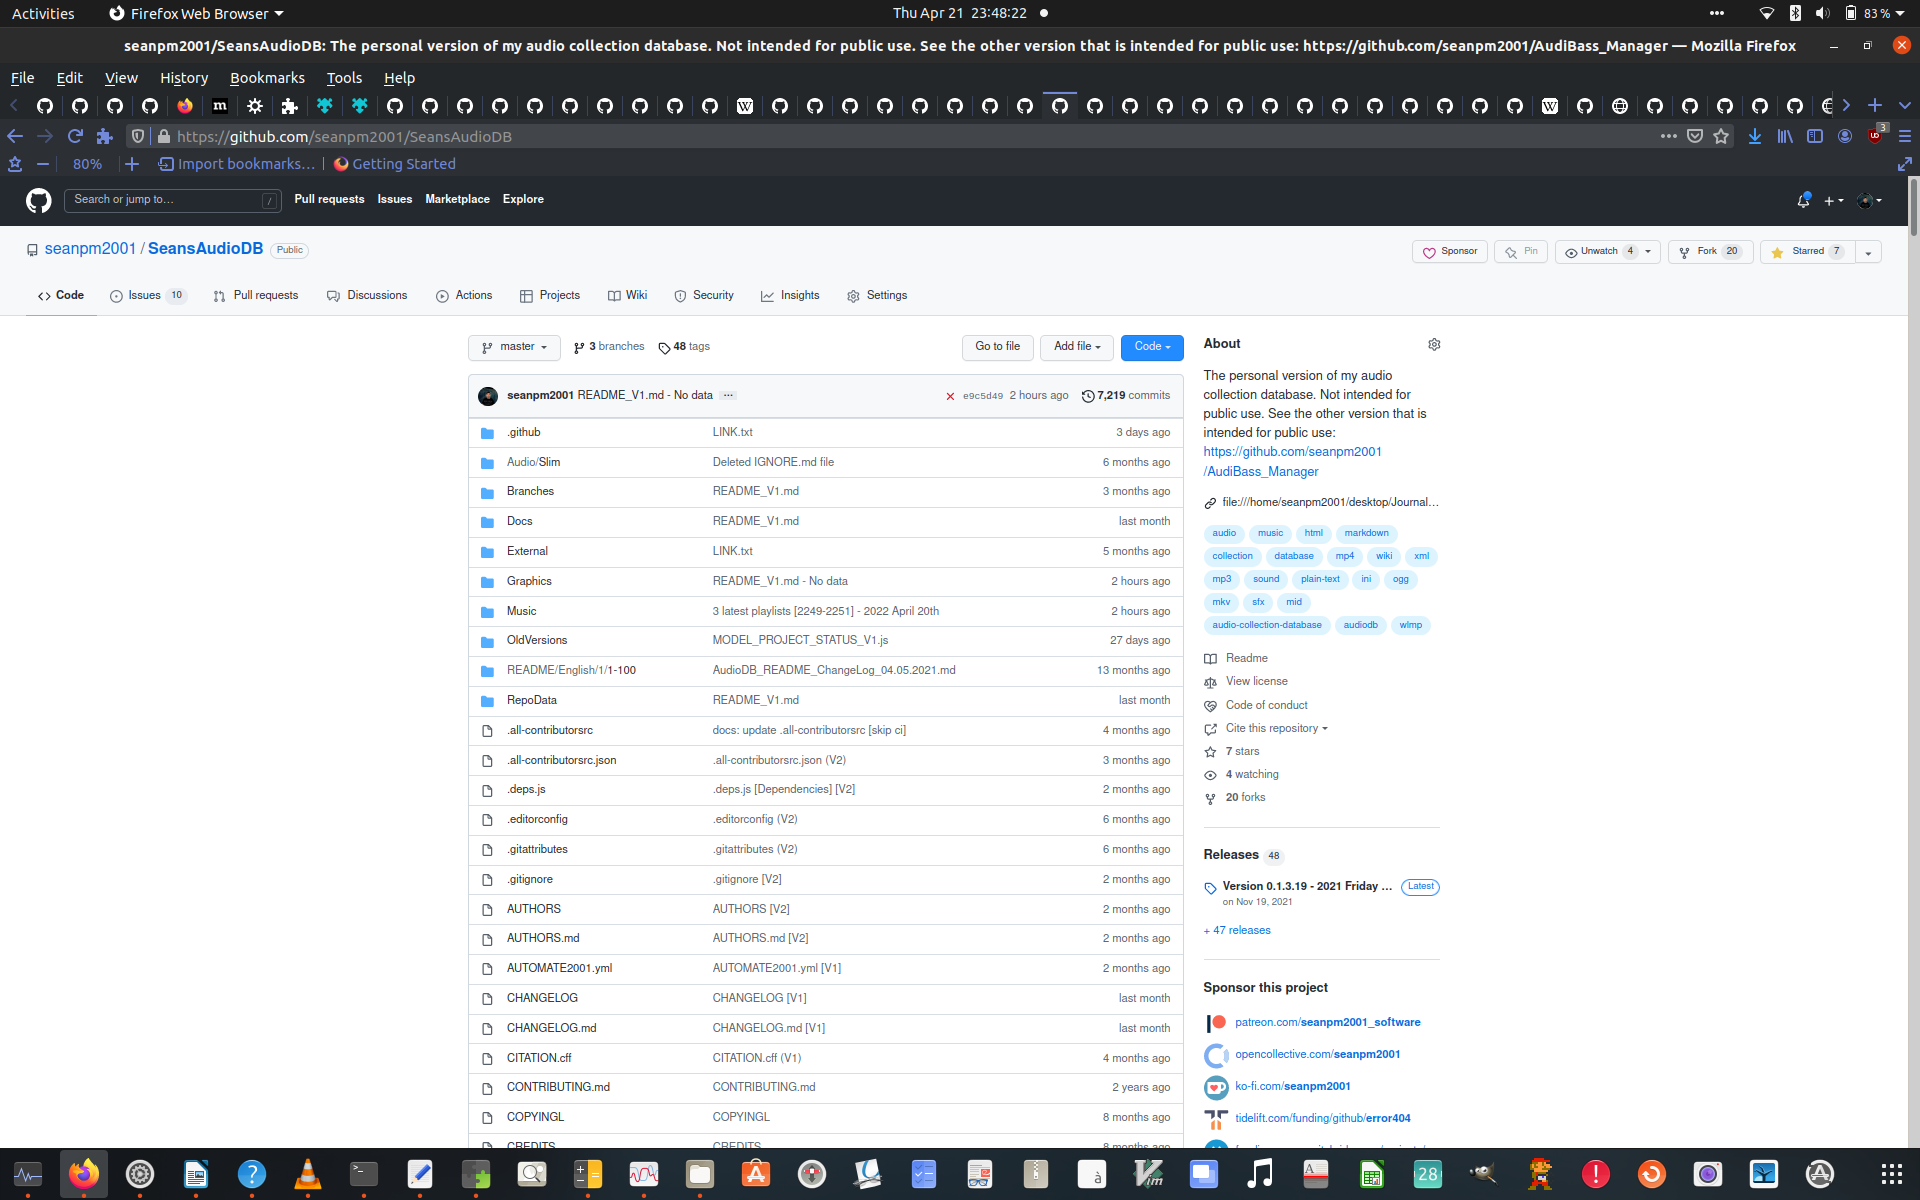 Activities Firefox Web Browser Thu Apr 21 23:48:22 83 %
seanpm2001/SeansAudioDB: The personal version of my audio collection database. Not intended for public use. See the other version that is intended for public use: https://github.com/seanpm2001/AudiBass_Manager — Mozilla Firefox
File Edit View History Bookmarks Tools Help
https://github.com/seanpm2001/SeansAudioDB ••• 3
80% Import bookmarks... Getting Started
Search or jump to... / Pull requests Issues Marketplace Explore
seanpm2001 / SeansAudioDB Public Sponsor Pin Unwatch 4 Fork 20 Starred 7
Code Issues 10 Pull requests Discussions Actions Projects Wiki Security Insights Settings
master 3 branches 48 tags Go to file Add file Code
seanpm2001 README_V1.md - No data ... e9c5d49 2 hours ago 7,219 commits
.github LINK.txt 3 days ago
Audio/Slim Deleted IGNORE.md file 6 months ago
Branches README_V1.md 3 months ago
Docs README_V1.md last month
External LINK.txt 5 months ago
Graphics README_V1.md - No data 2 hours ago
Music 3 latest playlists [2249-2251] - 2022 April 20th 2 hours ago
OldVersions MODEL_PROJECT_STATUS_V1.js 27 days ago
README/English/1/1-100 AudioDB_README_ChangeLog_04.05.2021.md 13 months ago
RepoData README_V1.md last month
.all-contributorsrc docs: update .all-contributorsrc [skip ci] 4 months ago
.all-contributorsrc.json .all-contributorsrc.json (V2) 3 months ago
.deps.js .deps.js [Dependencies] [V2] 2 months ago
.editorconfig .editorconfig (V2) 6 months ago
.gitattributes .gitattributes (V2) 6 months ago
.gitignore .gitignore [V2] 2 months ago
AUTHORS AUTHORS [V2] 2 months ago
AUTHORS.md AUTHORS.md [V2] 2 months ago
AUTOMATE2001.yml AUTOMATE2001.yml [V1] 2 months ago
CHANGELOG CHANGELOG [V1] last month
CHANGELOG.md CHANGELOG.md [V1] last month
CITATION.cff CITATION.cff (V1) 4 months ago
CONTRIBUTING.md CONTRIBUTING.md 2 years ago
COPYINGL COPYINGL 8 months ago
CREDITS CREDITS 8 months ago
About
The personal version of my audio
collection database. Not intended for
public use. See the other version that is
intended for public use:
https://github.com/seanpm2001
/AudiBass_Manager
file:///home/seanpm2001/desktop/Journal...
audio music html markdown
collection database mp4 wiki xml
mp3 sound plain-text ini ogg
mkv sfx mid
audio-collection-database audiodb wlmp
Readme
View license
Code of conduct
Cite this repository
7 stars
4 watching
20 forks
Releases 48
Version 0.1.3.19 - 2021 Friday ... Latest
on Nov 19, 2021
+ 47 releases
Sponsor this project
patreon.com/seanpm2001_software
opencollective.com/seanpm2001
ko-fi.com/seanpm2001
tidelift.com/funding/github/error404
28